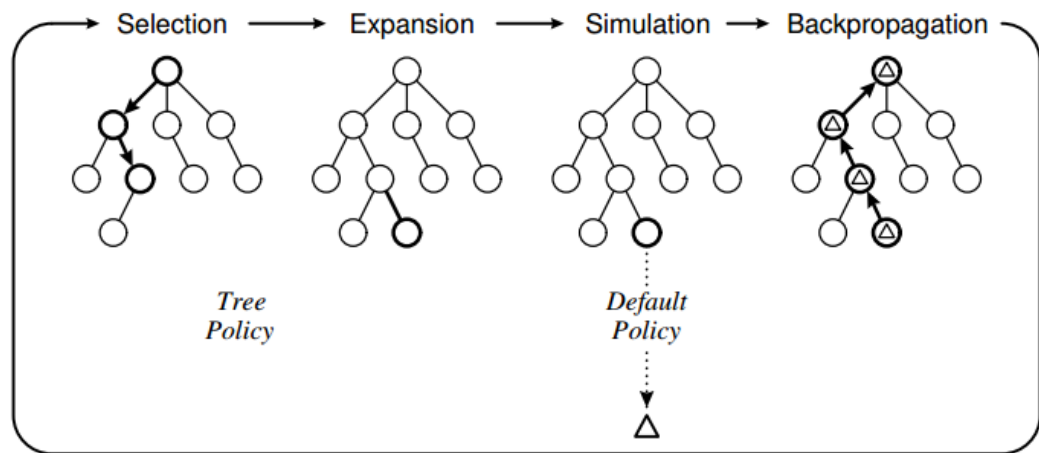 Selection Expansion Simulation Backpropagation
Tree
Policy
Default
Policy